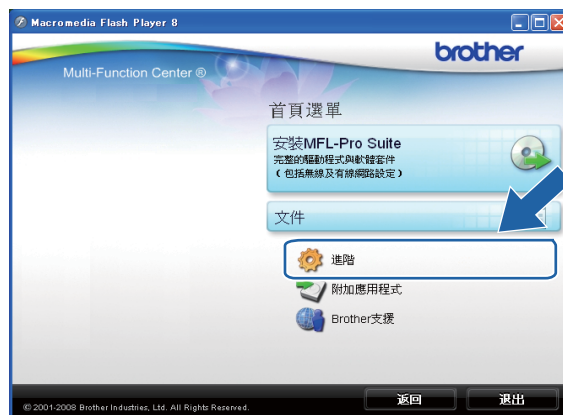 Macromedia Flash Player 8
brother
Multi-Function Center ®
首頁選單
安裝MFL-Pro Suite
完整的驅動程式與軟體套件
(包括無線及有線網路設定)
文件
進階
附加應用程式
Brother支援
© 2001-2008 Brother Industries, Ltd. All Rights Reserved.
返回
退出